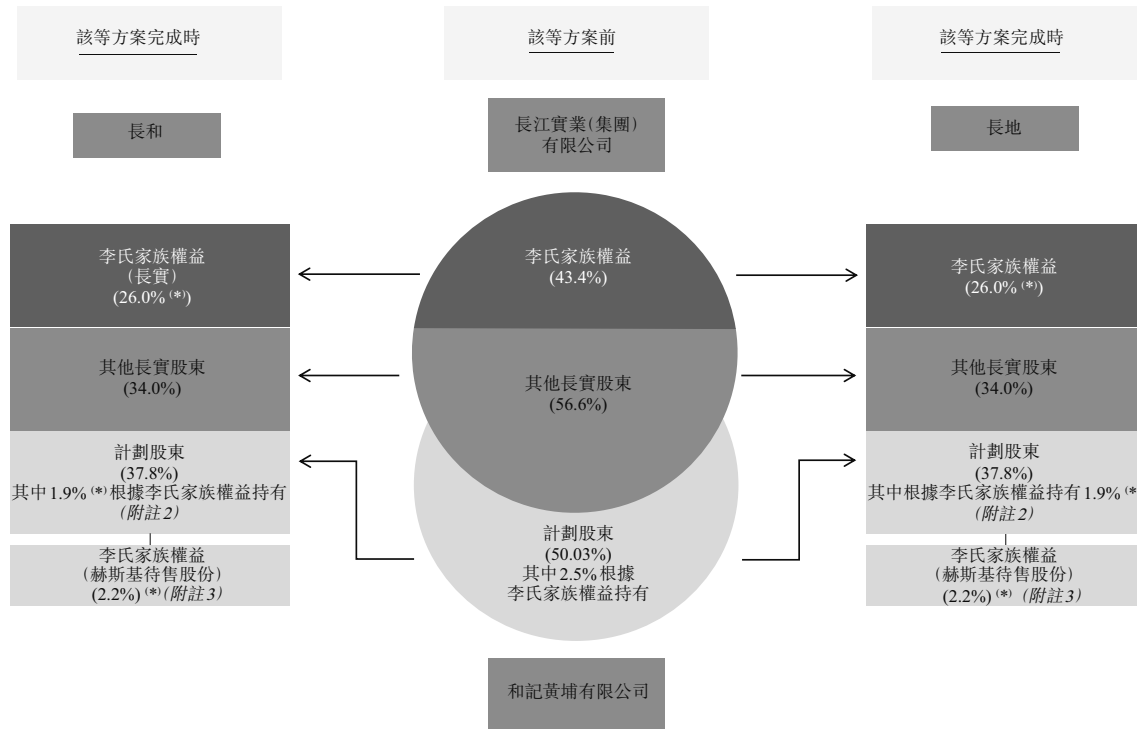 該等方案完成時
該等方案前
該等方案完成時
長和
長江實業(集團)
有限公司
長地
李氏家族權益
(長實)
(26.0% (*))
李氏家族權益
(43.4%)
李氏家族權益
(26.0% (*))
其他長實股東
(34.0%)
其他長實股東
(56.6%)
其他長實股東
(34.0%)
計劃股東
(37.8%)
其中1.9% (*)根據李氏家族權益持有
(附註2)
計劃股東
(50.03%)
其中2.5%根據
李氏家族權益持有
計劃股東
(37.8%)
其中根據李氏家族權益持有1.9% (*
(附註2)
李氏家族權益
(赫斯基待售股份)
(2.2%) (*) (附註3)
李氏家族權益
(赫斯基待售股份)
(2.2%) (*) (附註3)
和記黃埔有限公司